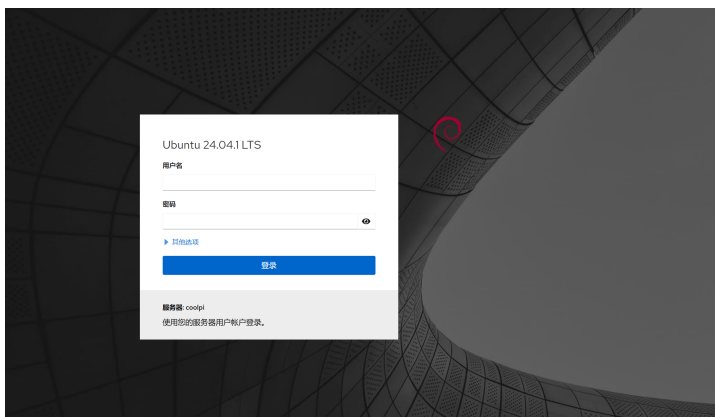 Ubuntu 24.04.1 LTS
用户名
密码
其他选项
登录
服务器: coolpi
使用您的服务器用户帐户登录。